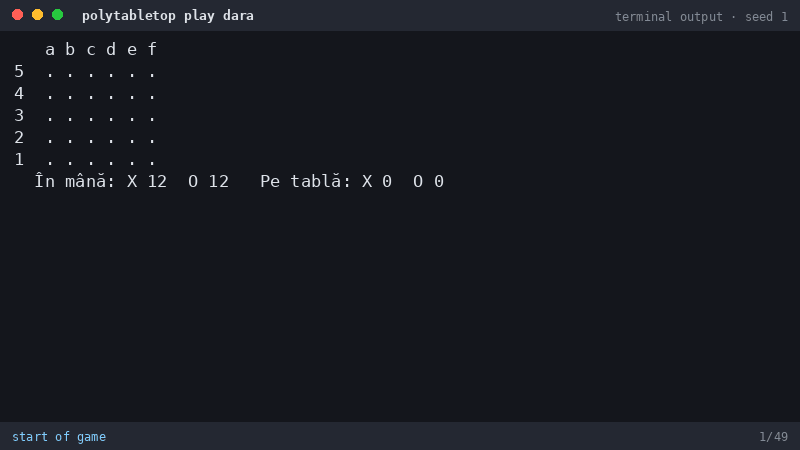 polytabletop play dara
terminal output · seed 1
a b c d e f
5 . . . . . .
4 . . . . . .
3 . . . . . .
2 . . . . . .
1 . . . . . .
În mână: X 12 O 12 Pe tablă: X 0 O 0
start of game
1/49